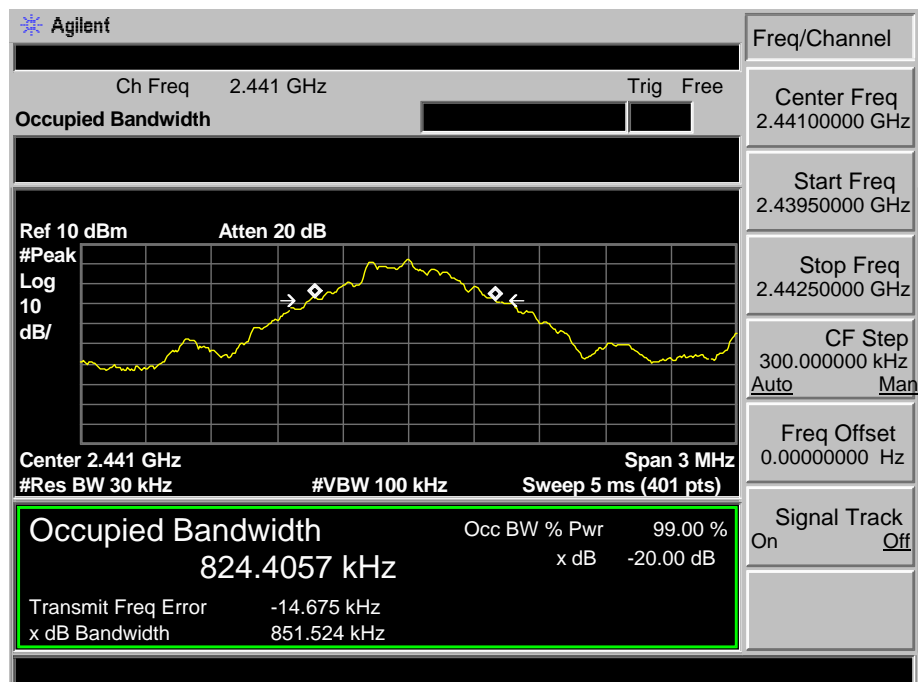 Agilent
Freq/Channel
Ch Freq 2.441 GHz Trig Free
Occupied Bandwidth
Center Freq
2.44100000 GHz
Start Freq
2.43950000 GHz
Stop Freq
2.44250000 GHz
CF Step
300.000000 kHz
Auto Man
Freq Offset
0.00000000 Hz
Signal Track
On Off
Ref 10 dBm Atten 20 dB
#Peak
Log
10
dB/
Center 2.441 GHz Span 3 MHz
#Res BW 30 kHz #VBW 100 kHz Sweep 5 ms (401 pts)
Occupied Bandwidth Occ BW % Pwr 99.00 %
824.4057 kHz x dB -20.00 dB
Transmit Freq Error -14.675 kHz
x dB Bandwidth 851.524 kHz